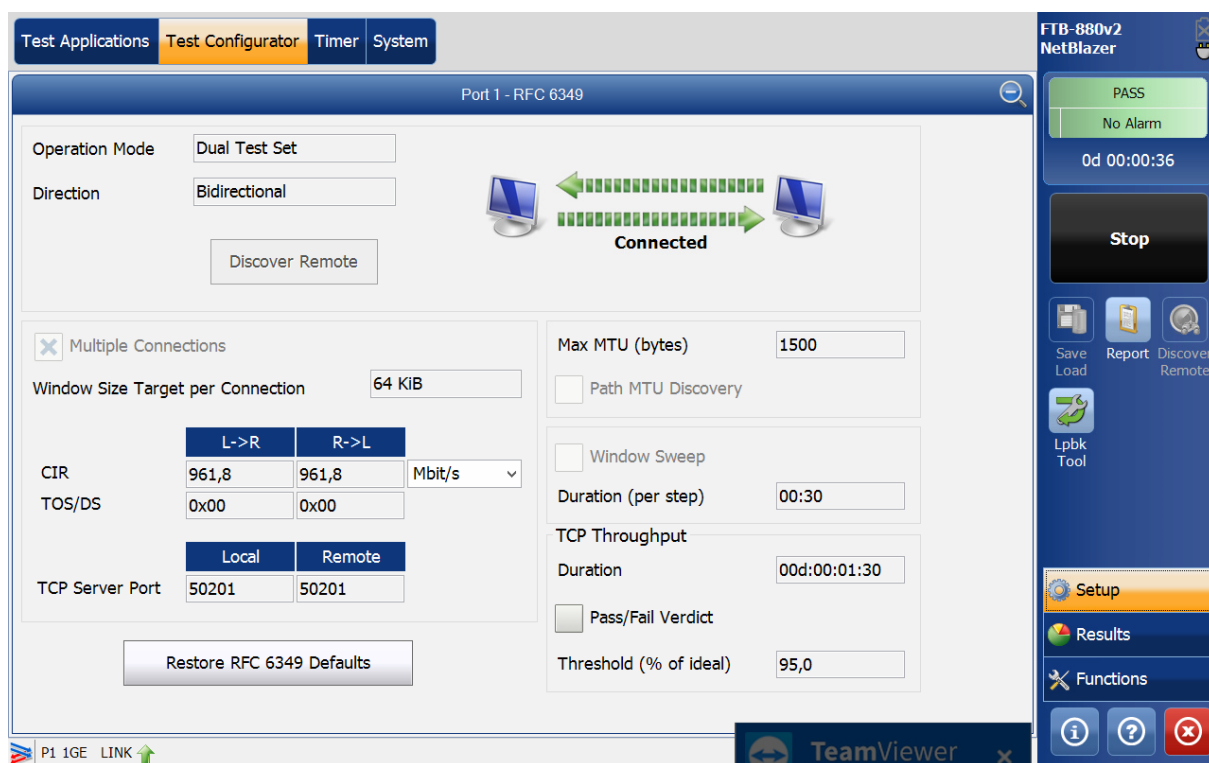 Test Applications Test Configurator Timer System
FTB-880v2
NetBlazer
Port 1 - RFC 6349
PASS
No Alarm
0d 00:00:36
Operation Mode Dual Test Set
Direction Bidirectional
Connected
Discover Remote
Stop
Multiple Connections
Window Size Target per Connection 64 KiB
Max MTU (bytes) 1500
Path MTU Discovery
Save Load
Report
Discover Remote
Lpbk Tool
L->R R->L
CIR 961,8 961,8 Mbit/s
TOS/DS 0x00 0x00
Window Sweep
Duration (per step) 00:30
Local Remote
TCP Server Port 50201 50201
TCP Throughput
Duration 00d:00:01:30
Pass/Fail Verdict
Threshold (% of ideal) 95,0
Restore RFC 6349 Defaults
Setup
Results
Functions
P1 1GE LINK
TeamViewer